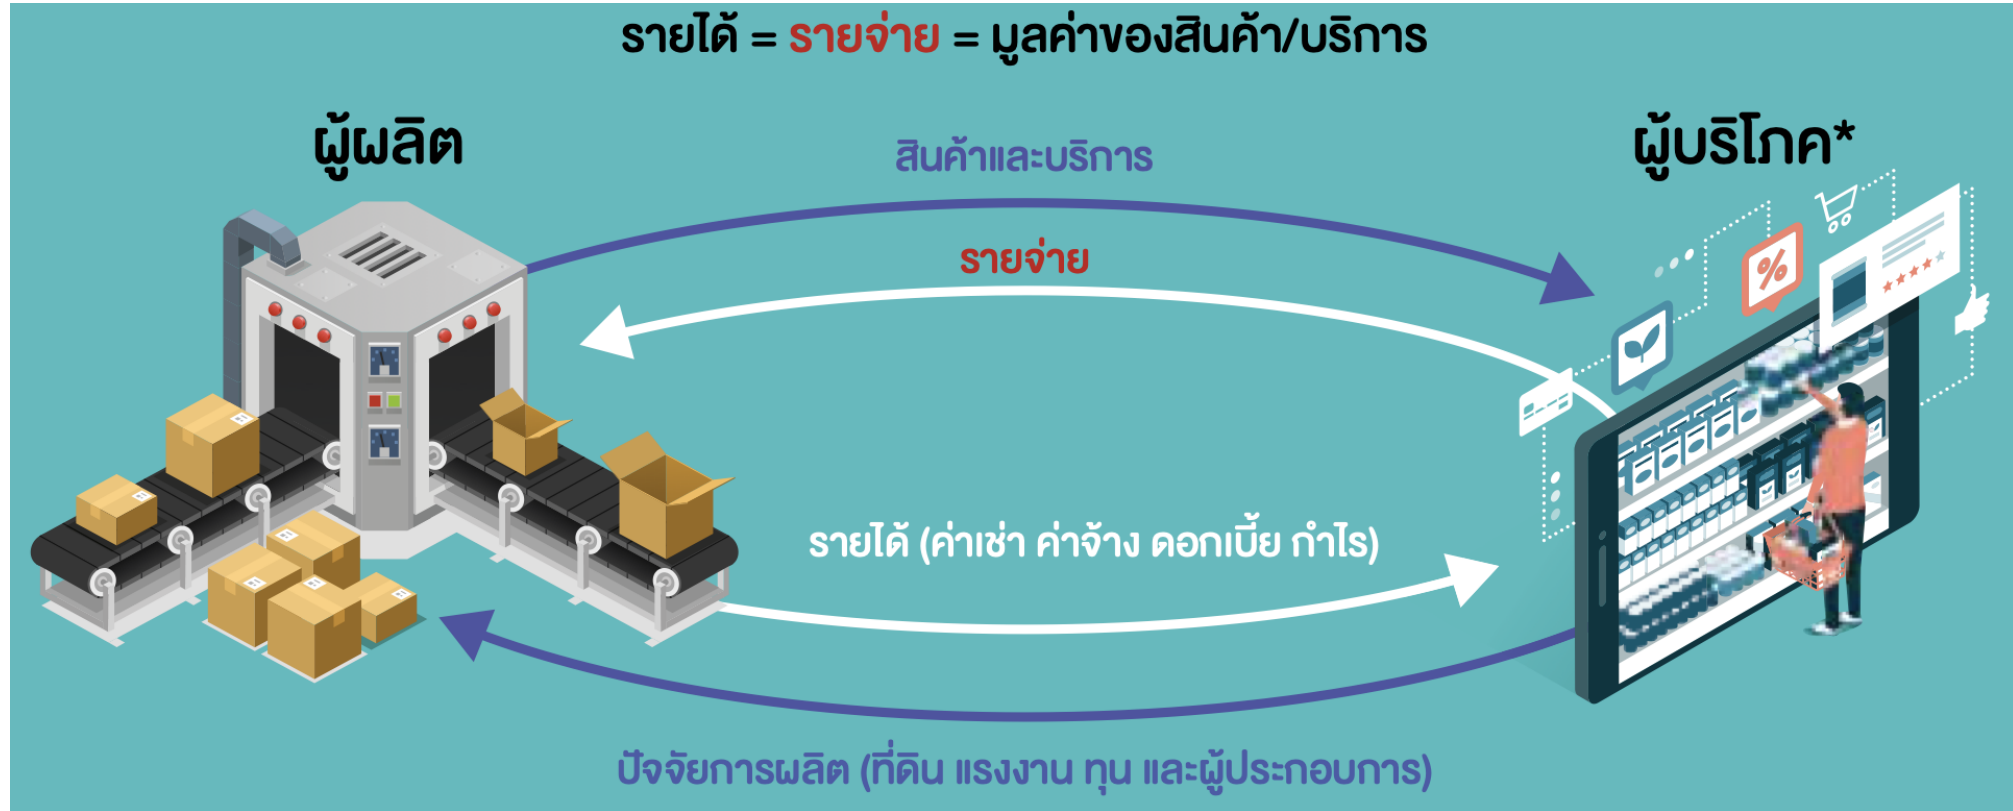 รายได้ = รายจ่าย = มูลค่าของสินค้า/บริการ
ผู้ผลิต
ผู้บริโภค*
สินค้าและบริการ
รายจ่าย
%
รายได้ (ค่าเช่า ค่าจ้าง ดอกเบี้ย กำไร)
ปัจจัยการผลิต (ที่ดิน แรงงาน ทุน และผู้ประกอบการ)